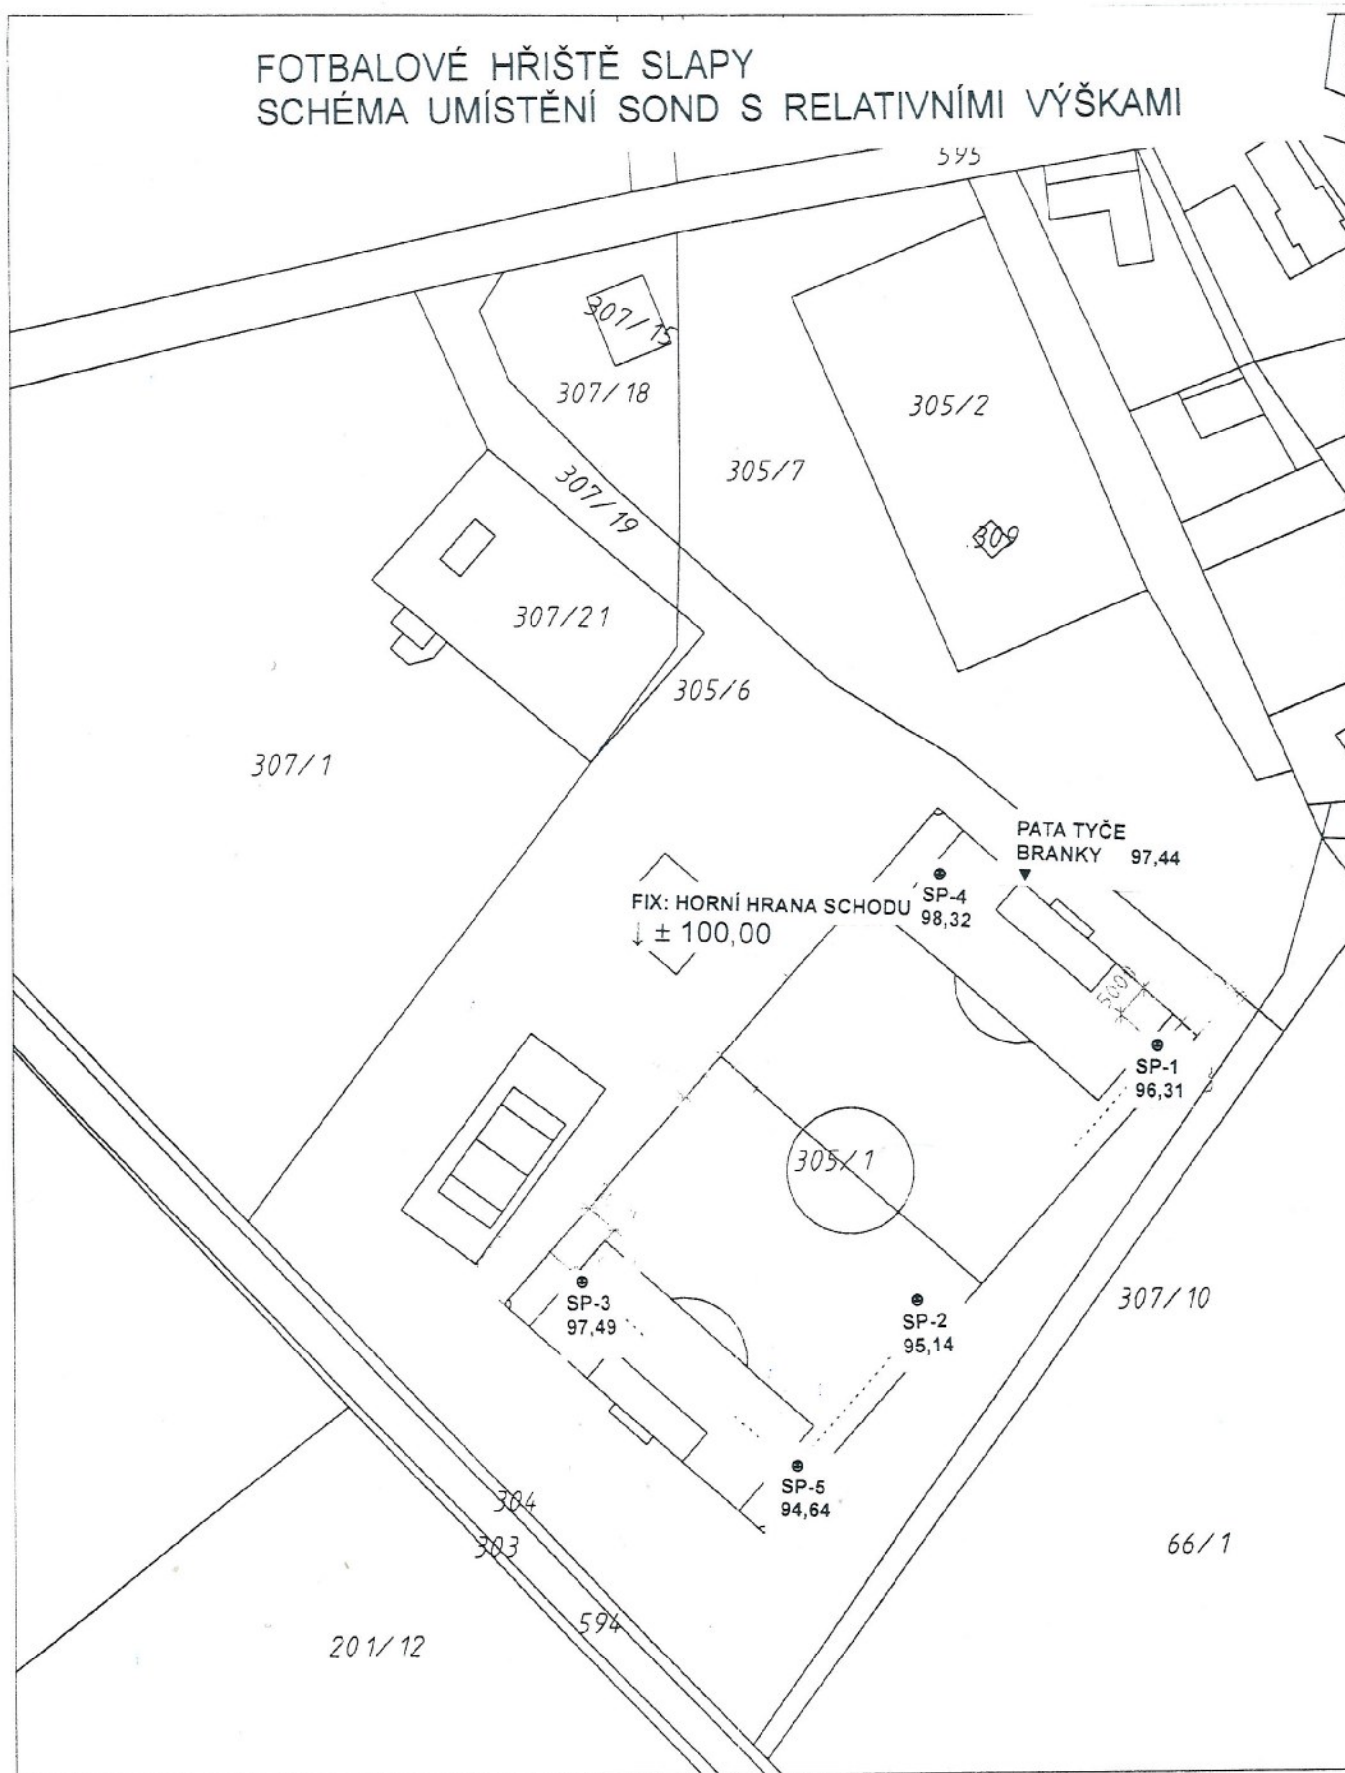 FOTBALOVÉ HŘIŠTĚ SLAPY
SCHÉMA UMÍSTĚNÍ SOND S RELATIVNÍMI VÝŠKAMI
595
307/15
307/18
305/2
305/7
307/19
309
307/21
305/6
307/1
PATA TYČE
BRANKY 97,44
FIX: HORNÍ HRANA SCHODU
↓ ± 100,00
SP-4
98,32
SP-1
96,31
305/1
307/10
SP-3
97,49
SP-2
95,14
SP-5
94,64
304
303
66/1
594
201/12